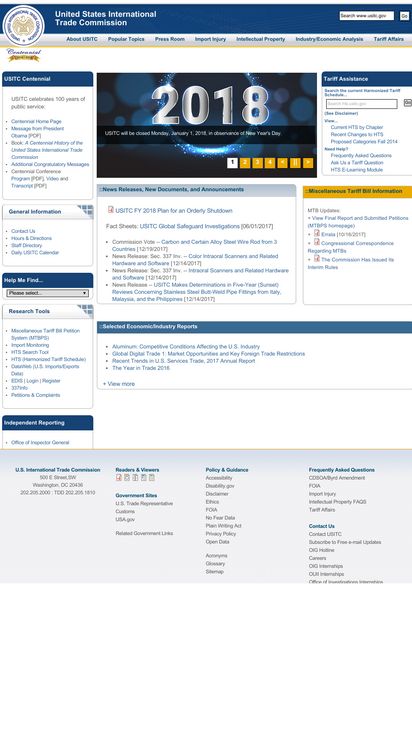 United States International
Trade Commission
Search www.usitc.gov
Go
About USITC
Popular Topics
Press Room
Import Injury
Intellectual Property
Industry/Economic Analysis
Tariff Affairs
Centennial
USITC Centennial
USITC celebrates 100 years of
public service:
Centennial Home Page
Message from President
Obama [PDF]
Book: A Centennial History of the
United States International Trade
Commission
Additional Congratulatory Messages
Centennial Conference
Program [PDF], Video and
Transcript [PDF]
General Information
Contact Us
Hours & Directions
Staff Directory
Daily USITC Calendar
Help Me Find...
Please select...
Research Tools
Miscellaneous Tariff Bill Petition
System (MTBPS)
Import Monitoring
HTS Search Tool
HTS (Harmonized Tariff Schedule)
DataWeb (U.S. Imports/Exports
Data)
EDIS | Login | Register
337Info
Petitions & Complaints
Independent Reporting
Office of Inspector General
2018
USITC will be closed Monday, January 1, 2018, in observance of New Year's Day.
1 2 3 4 < || >
::News Releases, New Documents, and Announcements
USITC FY 2018 Plan for an Orderly Shutdown
Fact Sheets: USITC Global Safeguard Investigations [06/01/2017]
Commission Vote -- Carbon and Certain Alloy Steel Wire Rod from 3
Countries [12/19/2017]
News Release: Sec. 337 Inv. -- Color Intraoral Scanners and Related
Hardware and Software [12/14/2017]
News Release: Sec. 337 Inv. -- Intraoral Scanners and Related Hardware
and Software [12/14/2017]
News Release -- USITC Makes Determinations in Five-Year (Sunset)
Reviews Concerning Stainless Steel Butt-Weld Pipe Fittings from Italy,
Malaysia, and the Philippines [12/14/2017]
::Selected Economic/Industry Reports
Aluminum: Competitive Conditions Affecting the U.S. Industry
Global Digital Trade 1: Market Opportunities and Key Foreign Trade Restrictions
Recent Trends in U.S. Services Trade, 2017 Annual Report
The Year in Trade 2016
+ View more
Tariff Assistance
Search the current Harmonized Tariff
Schedule...
Search hts.usitc.gov
Go
(See Disclaimer)
View...
Current HTS by Chapter
Recent Changes to HTS
Proposed Categories Fall 2014
Need Help?
Frequently Asked Questions
Ask Us a Tariff Question
HTS E-Learning Module
::Miscellaneous Tariff Bill Information
MTB Updates:
+ View Final Report and Submitted Petitions
(MTBPS homepage)
Errata [10/16/2017]
Congressional Correspondence
Regarding MTBs
The Commission Has Issued its
Interim Rules
U.S. International Trade Commission
500 E Street,SW
Washington, DC 20436
202.205.2000 : TDD 202.205.1810
Readers & Viewers
Government Sites
U.S. Trade Representative
Customs
USA.gov
Related Government Links
Policy & Guidance
Accessibility
Disability.gov
Disclaimer
Ethics
FOIA
No Fear Data
Plain Writing Act
Privacy Policy
Open Data
Acronyms
Glossary
Sitemap
Frequently Asked Questions
CDSOA/Byrd Amendment
FOIA
Import Injury
Intellectual Property FAQS
Tariff Affairs
Contact Us
Contact USITC
Subscribe to Free e-mail Updates
OIG Hotline
Careers
OIG Internships
OUII Internships
Office of Investigations Internships